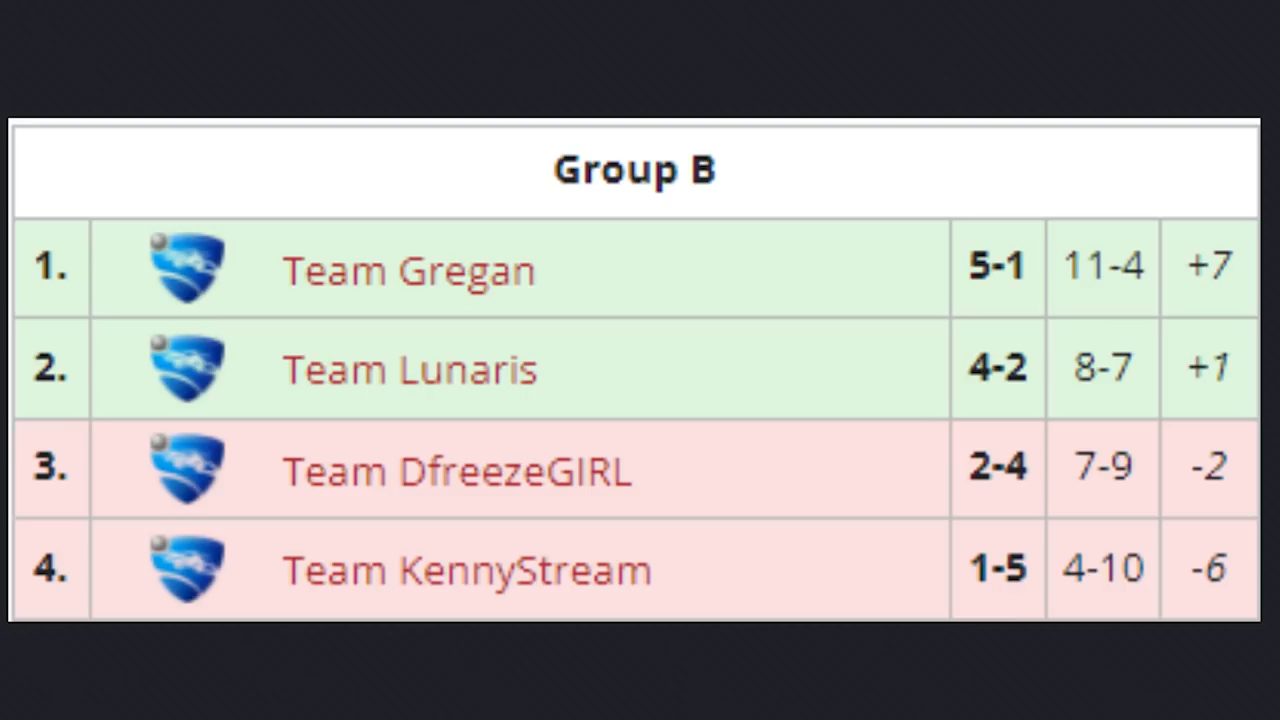 Group B
1. Team Gregan 5-1 11-4 +7
2. Team Lunaris 4-2 8-7 +1
3. Team DfreezeGIRL 2-4 7-9 -2
4. Team KennyStream 1-5 4-10 -6